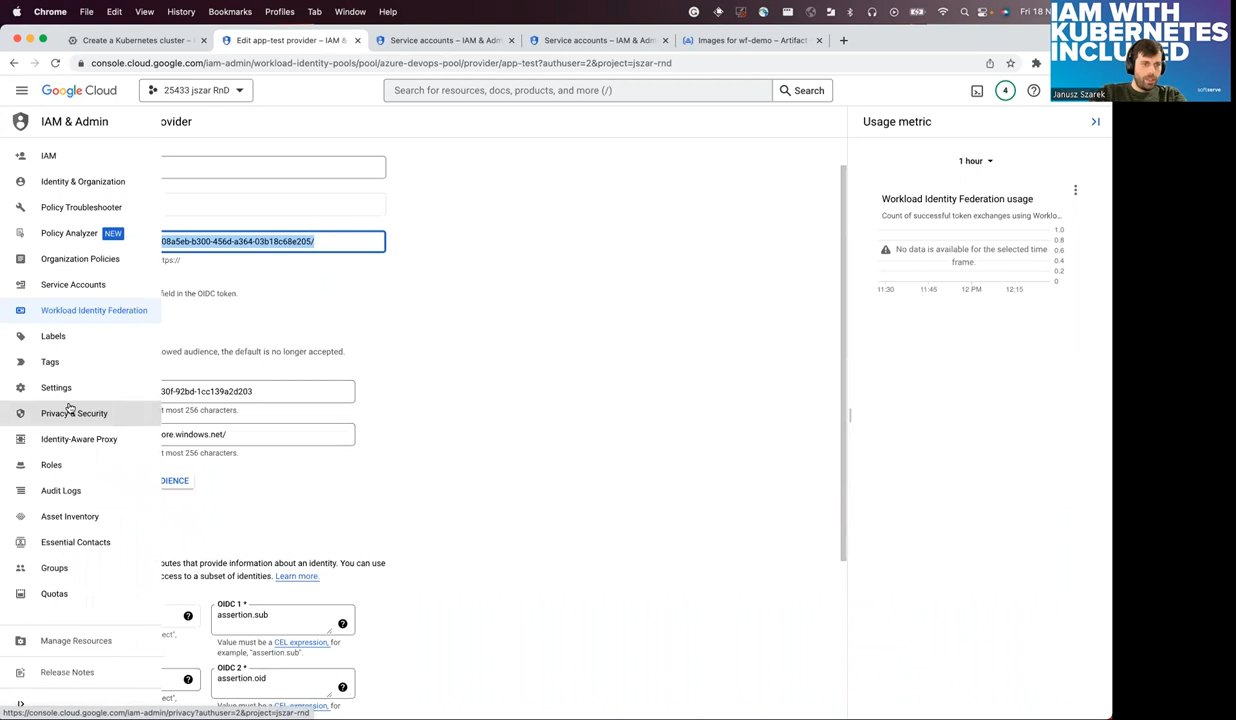 Chrome File Edit View History Bookmarks Profiles Tab Window Help
Fri 18 N
Create a Kubernetes cluster –
Edit app-test provider – IAM &
Service accounts – IAM & Adm
Service accounts – IAM & Adm
Images for wf-demo – Artifact
console.cloud.google.com/iam-admin/workload-identity-pools/pool/azure-devops-pool/provider/app-test?authuser=2&project=jszar-rnd
IAM WITH
KUBERNETES
INCLUDED
Janusz Szarek
softserve
Google Cloud
25433 jszar RnD
Search for resources, docs, products, and more (/)
Search
4
IAM & Admin
ovider
Usage metric
IAM
Identity & Organization
Policy Troubleshooter
Policy Analyzer NEW
Organization Policies
Service Accounts
Workload Identity Federation
Labels
Tags
Settings
Privacy & Security
Identity-Aware Proxy
Roles
Audit Logs
Asset Inventory
Essential Contacts
Groups
Quotas
Manage Resources
Release Notes
08a5eb-b300-456d-a364-03b18c68e205/
tps://
field in the OIDC token.
owed audience, the default is no longer accepted.
30f-92bd-1cc139a2d203
t most 256 characters.
ore.windows.net/
t most 256 characters.
DIENCE
putes that provide information about an identity. You can use
ccess to a subset of identities. Learn more.
OIDC 1 *
assertion.sub
ect",
Value must be a CEL expression, for
example, "assertion.sub".
OIDC 2 *
assertion.oid
ect",
Value must be a CEL expression, for
1 hour
Workload Identity Federation usage
Count of successful token exchanges using Worklo...
1.0
0.8
0.6
0.4
0.2
0
No data is available for the selected time
frame.
11:30 11:45 12 PM 12:15
https://console.cloud.google.com/iam-admin/privacy?authuser=2&project=jszar-rnd